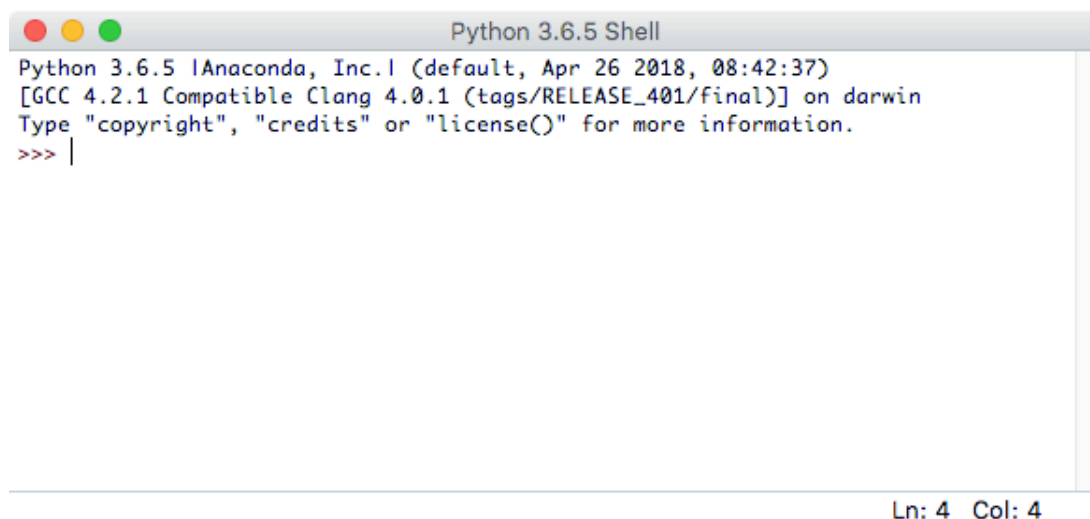 Python 3.6.5 Shell
Python 3.6.5 |Anaconda, Inc.| (default, Apr 26 2018, 08:42:37)
[GCC 4.2.1 Compatible Clang 4.0.1 (tags/RELEASE_401/final)] on darwin
Type "copyright", "credits" or "license()" for more information.
>>>
Ln: 4 Col: 4